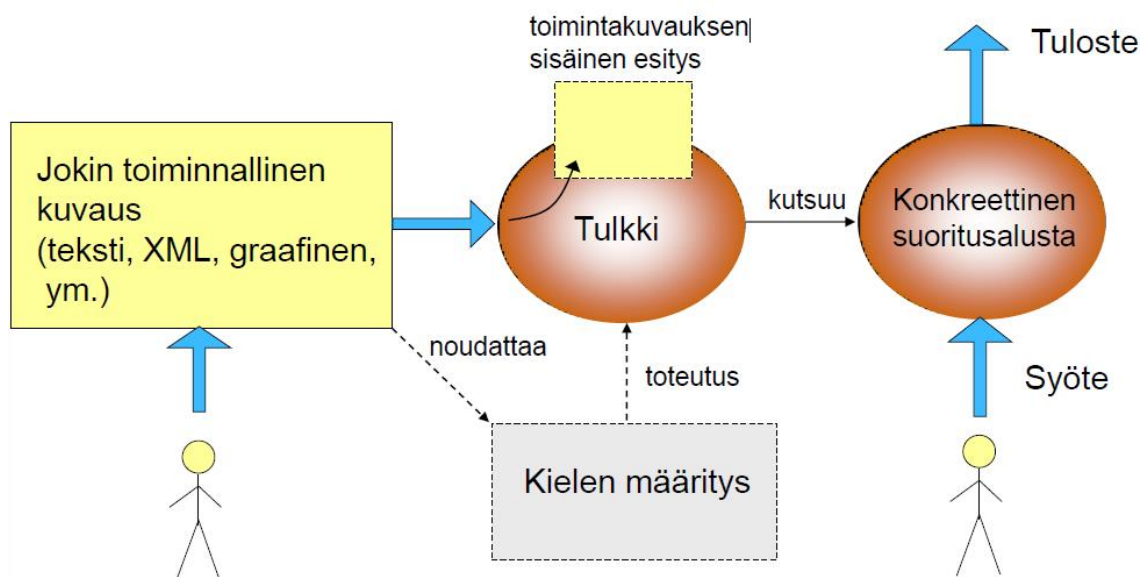 toimintakuvauksen
sisäinen esitys
Tuloste
Jokin toiminnallinen
kuvaus
(teksti, XML, graafinen,
ym.)
Tulkki
kutsuu
Konkreettinen
suoritusalusta
noudattaa
toteutus
Syöte
Kielen määritys